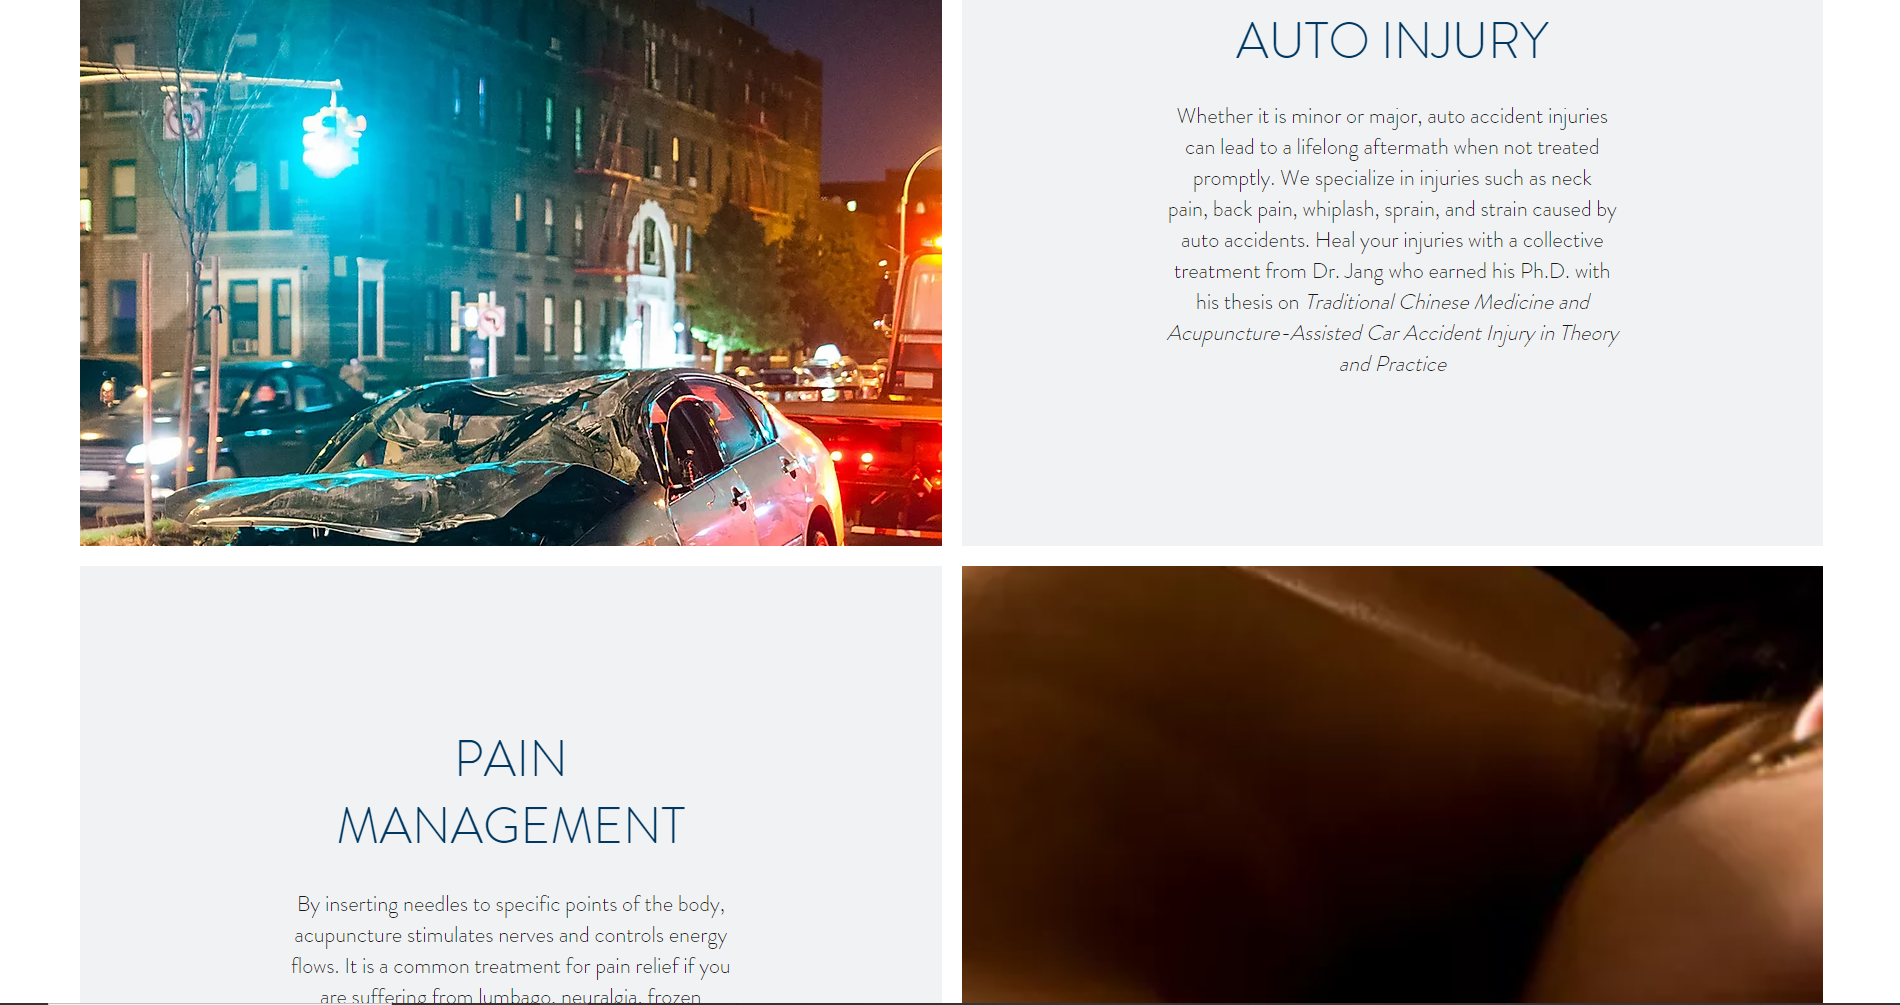 AUTO INJURY
Whether it is minor or major, auto accident injuries
can lead to a lifelong aftermath when not treated
promptly. We specialize in injuries such as neck
pain, back pain, whiplash, sprain, and strain caused by
auto accidents. Heal your injuries with a collective
treatment from Dr. Jang who earned his Ph.D. with
his thesis on Traditional Chinese Medicine and
Acupuncture-Assisted Car Accident Injury in Theory
and Practice
PAIN
MANAGEMENT
By inserting needles to specific points of the body,
acupuncture stimulates nerves and controls energy
flows. It is a common treatment for pain relief if you
are suffering from lumbago, neuralgia, frozen